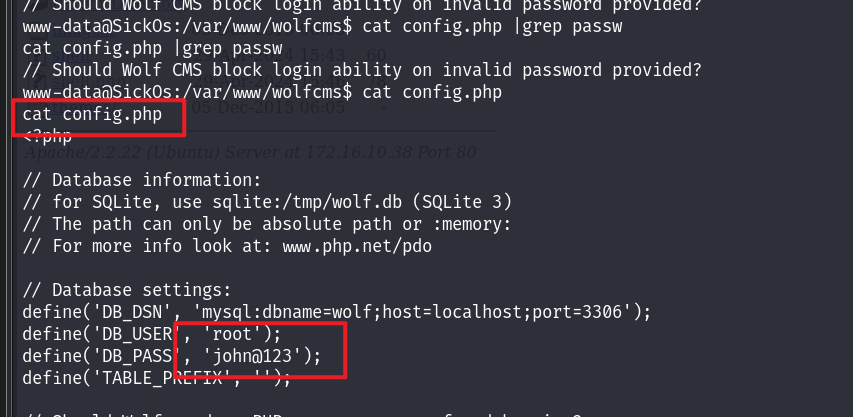 // Should Wolf CMS block login ability on invalid password provided?
www-data@SickOs:/var/www/wolfcms$ cat config.php |grep passw
cat config.php |grep passw
// Should Wolf CMS block login ability on invalid password provided?
www-data@SickOs:/var/www/wolfcms$ cat config.php
05-Dec-2015 06:05 -
cat config.php
<?php
Apache/2.2.22 (Ubuntu) Server at 172.16.10.38 Port 80
// Database information:
// for SQLite, use sqlite:/tmp/wolf.db (SQLite 3)
// The path can only be absolute path or :memory:
// For more info look at: www.php.net/pdo
// Database settings:
define('DB_DSN', 'mysql:dbname=wolf;host=localhost;port=3306');
define('DB_USER', 'root');
define('DB_PASS', 'john@123');
define('TABLE_PREFIX', '');